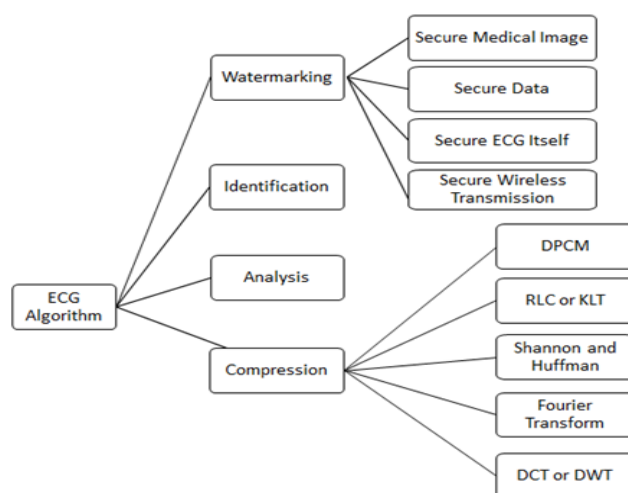 Secure Medical Image
Watermarking
Secure Data
Secure ECG Itself
Secure Wireless
Transmission
Identification
Analysis
ECG
Algorithm
Compression
DPCM
RLC or KLT
Shannon and
Huffman
Fourier
Transform
DCT or DWT